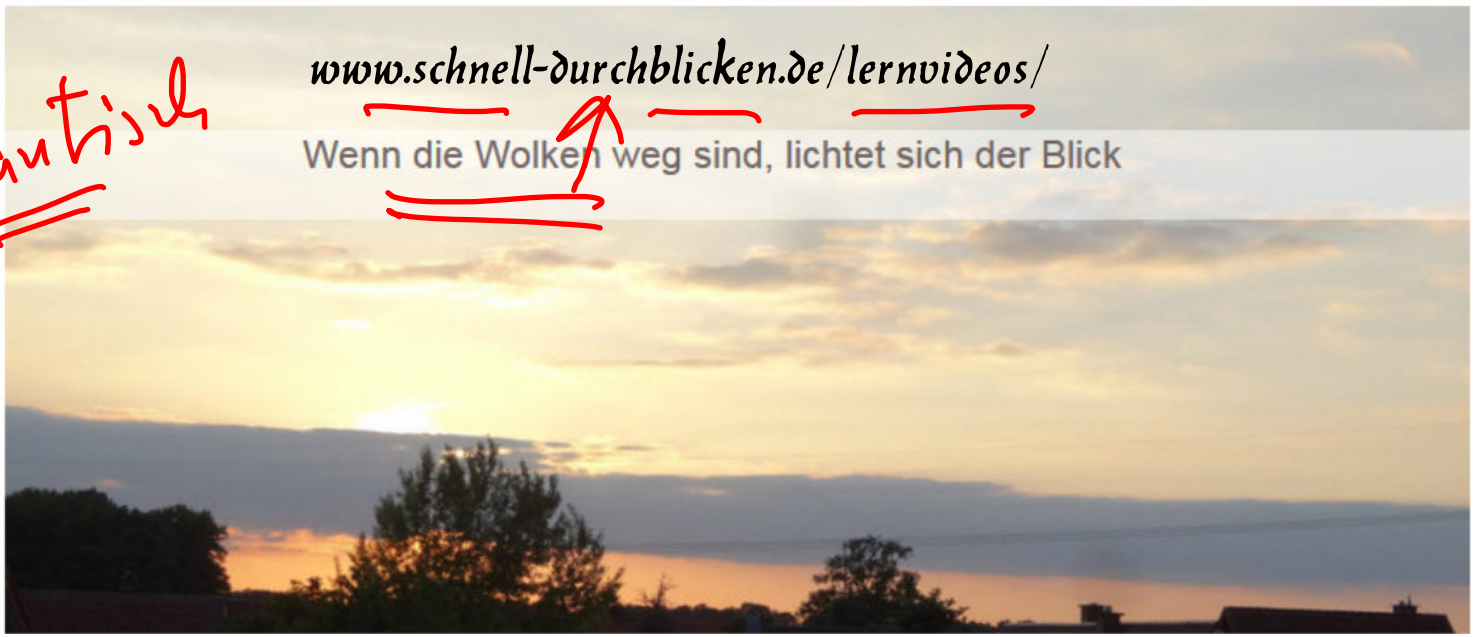 www.schnell-durchblicken.de/lernvideos/
Wenn die Wolken weg sind, lichtet sich der Blick